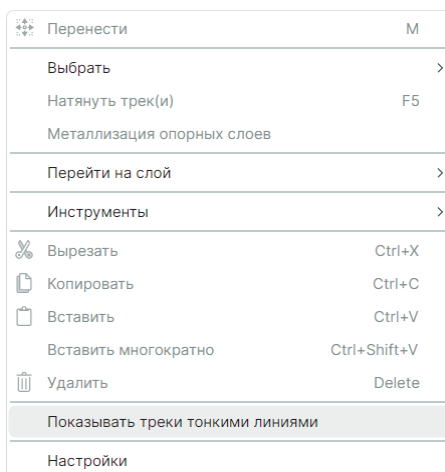 Перенести M
Выбрать
Натянуть трек(и) F5
Металлизация опорных слоев
Перейти на слой
Инструменты
Вырезать Ctrl+X
Копировать Ctrl+C
Вставить Ctrl+V
Вставить многократно Ctrl+Shift+V
Удалить Delete
Показывать треки тонкими линиями
Настройки